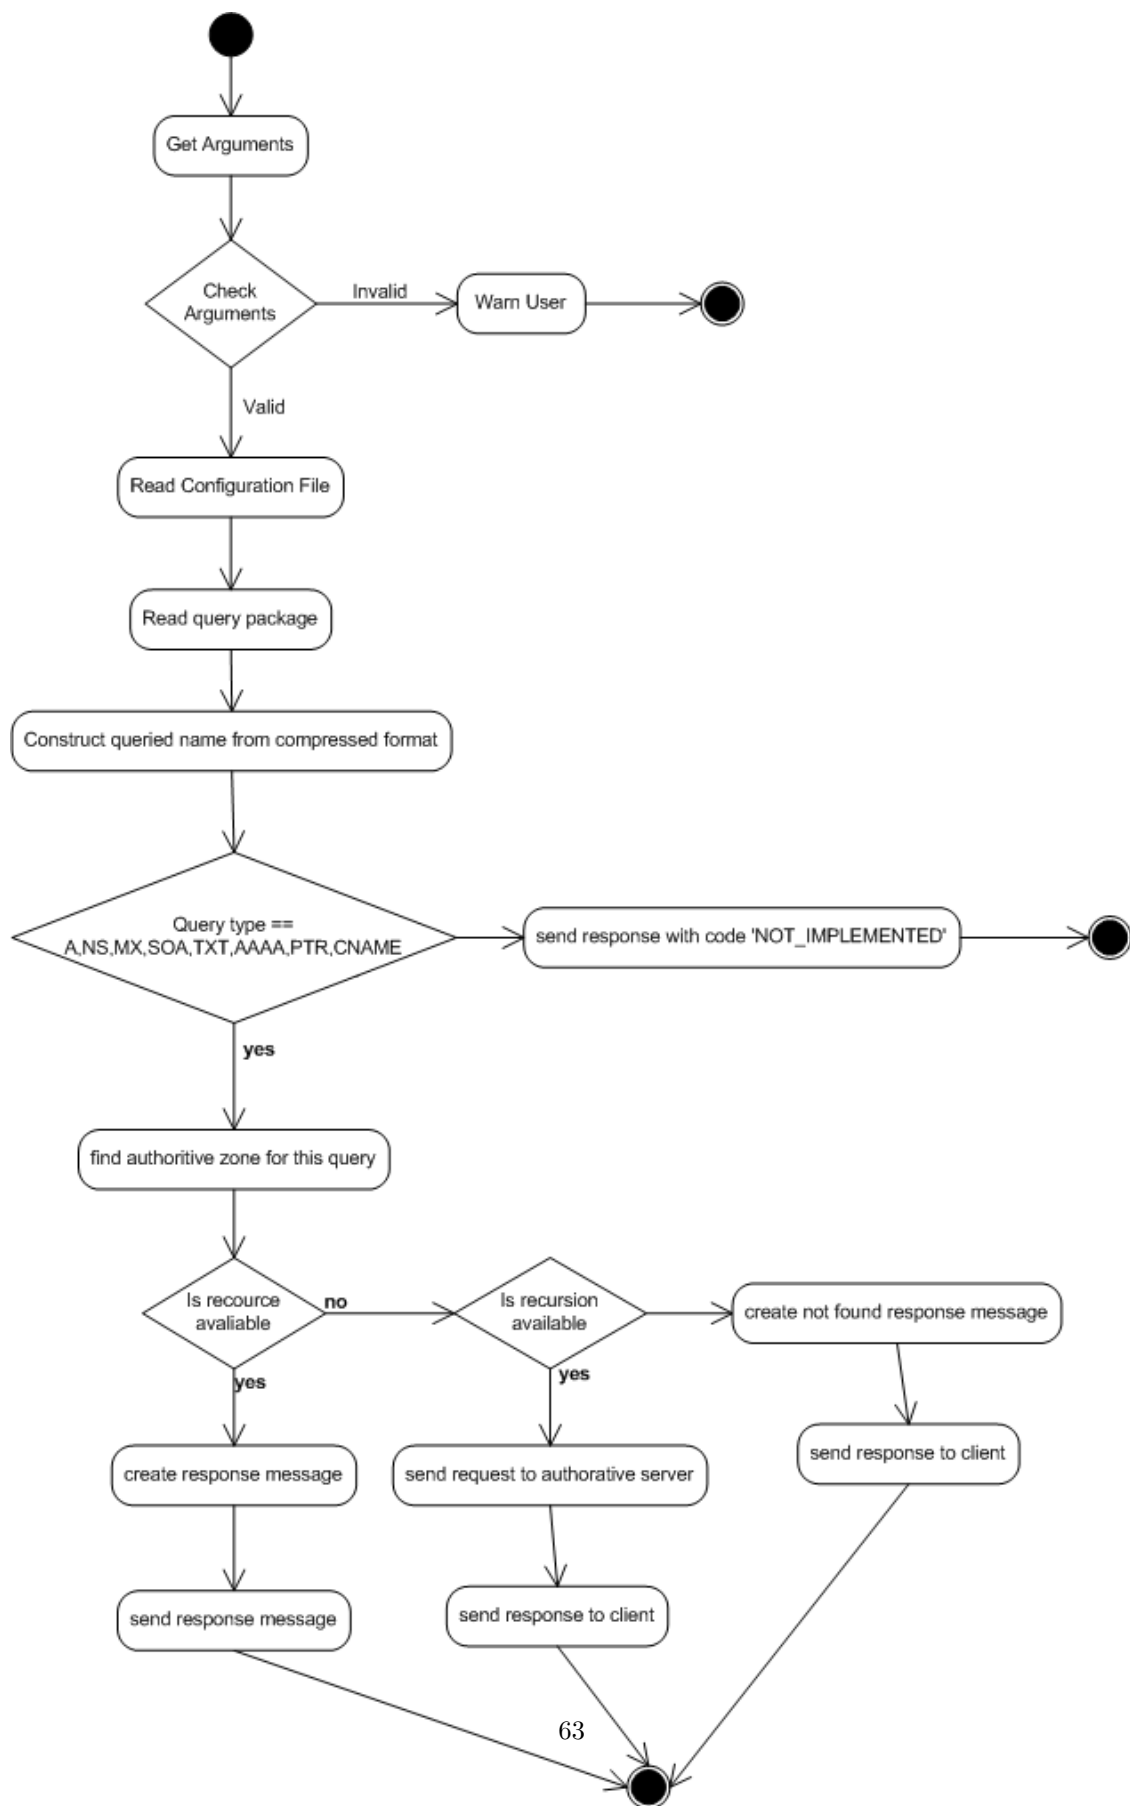 Get Arguments
Check
Arguments
Invalid
Warn User
Valid
Read Configuration File
Read query package
Construct queried name from compressed format
Query type ==
A,NS,MX,SOA,TXT,AAAA,PTR,CNAME
send response with code 'NOT_IMPLEMENTED'
yes
find authoritive zone for this query
Is recource
avaliable
no
Is recursion
available
create not found response message
yes
yes
create response message
send request to authorative server
send response to client
send response message
send response to client
63